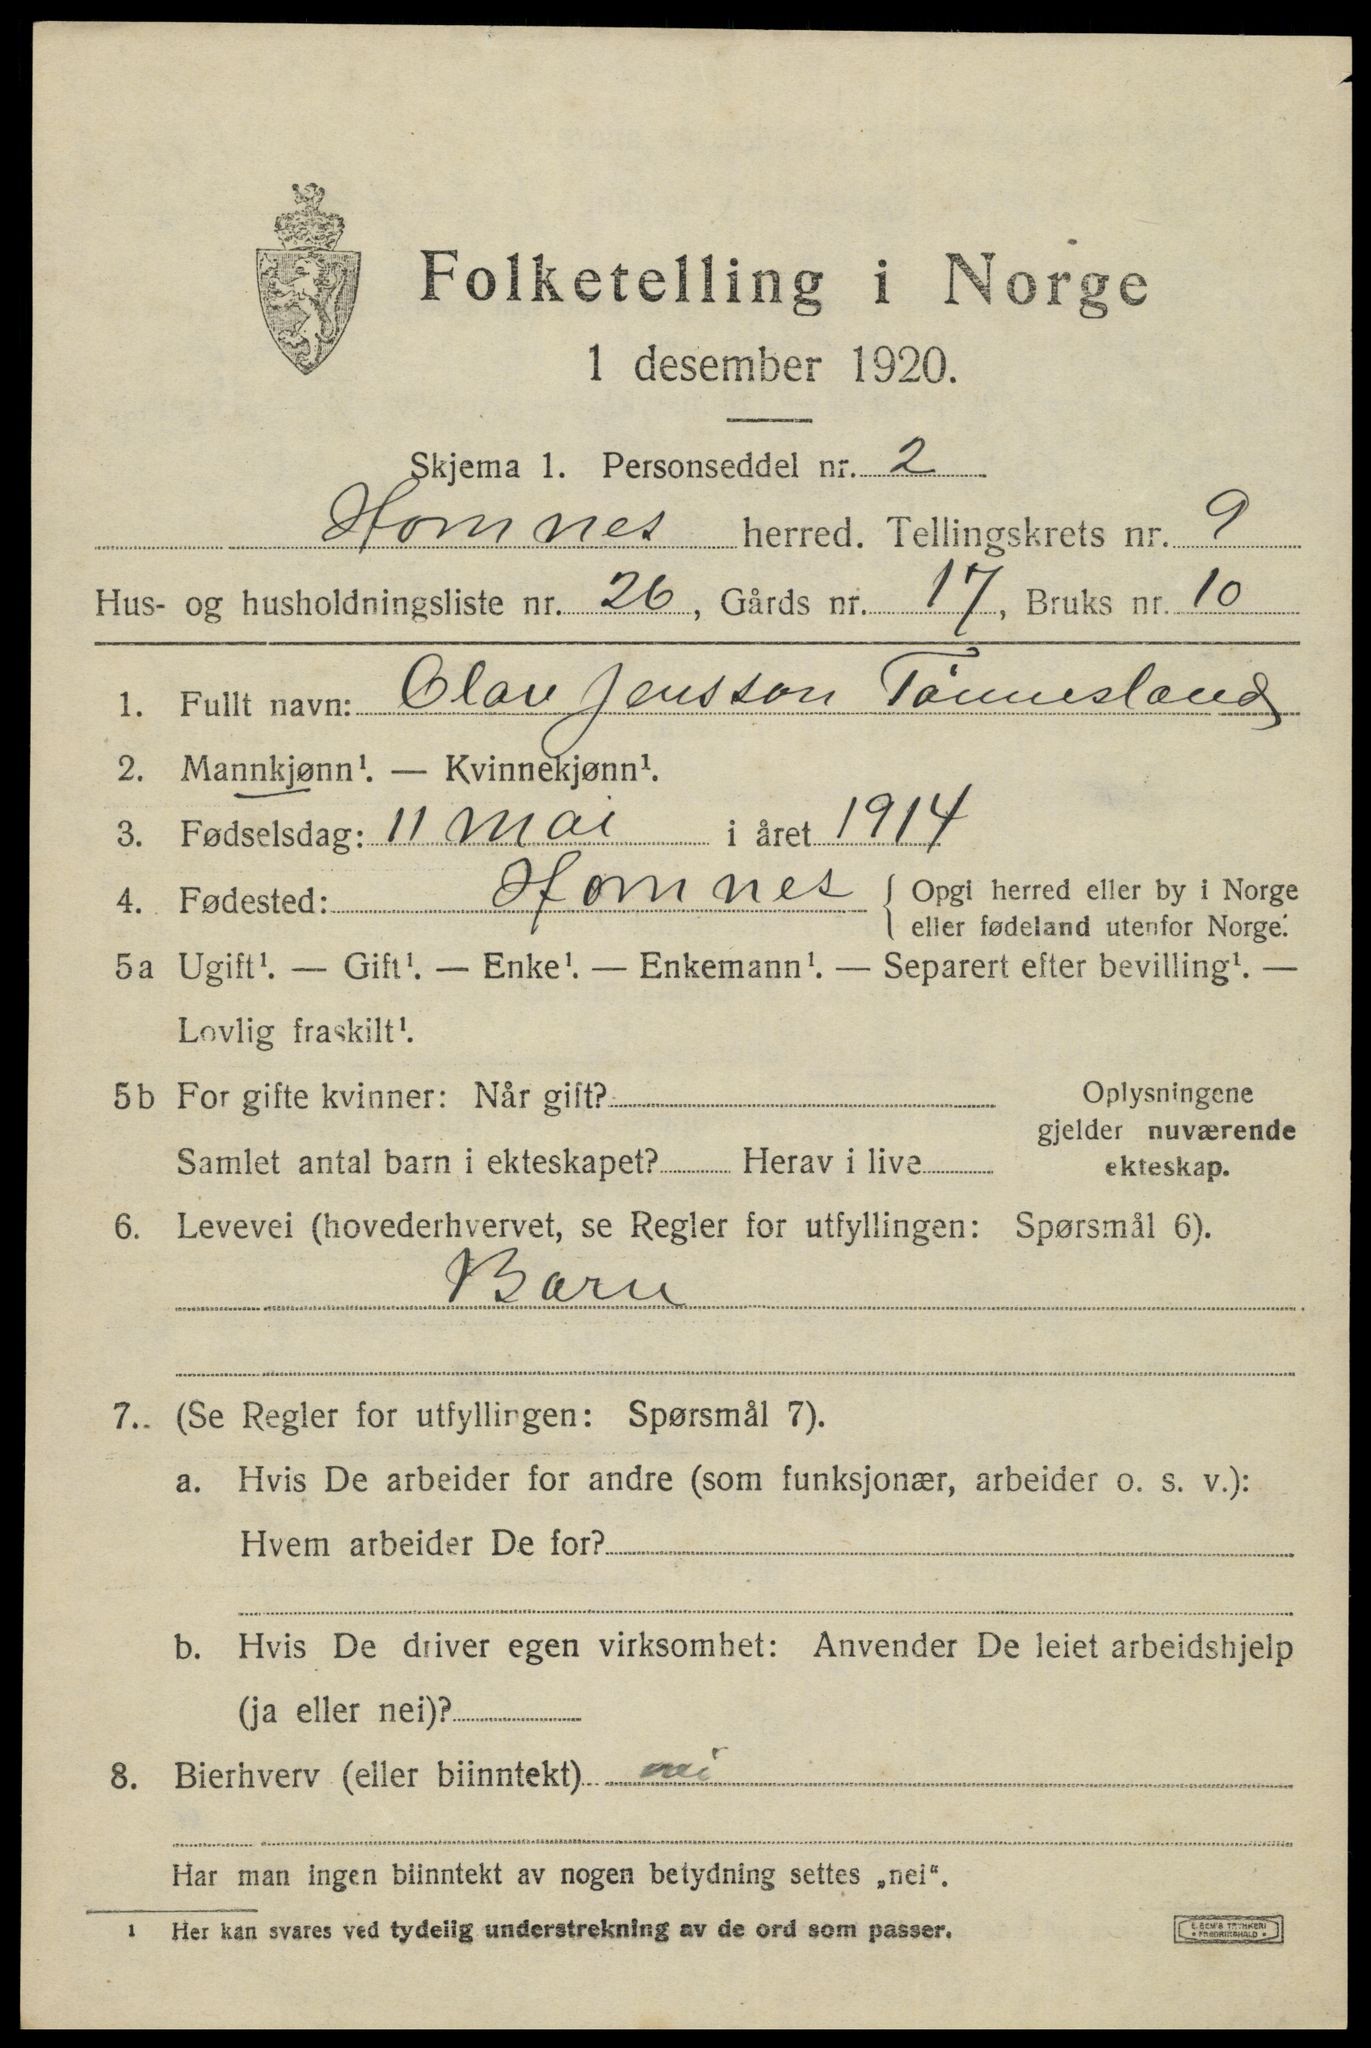 Folketelling i Norge
1 desember 1920.
Skjema 1. Personseddel nr. 2
Homnes herred. Tellingskrets nr. 9
Hus- og husholdningsliste nr. 26, Gårds nr. 17, Bruks nr. 10
1. Fullt navn: Olav Jensson Tönnesland
2. Mannkjønn¹. — Kvinnekjønn¹.
3. Fødselsdag: 11 mai i året 1914
4. Fødested: Homnes { Opgi herred eller by i Norge
eller fødeland utenfor Norge.
5a Ugift¹. — Gift¹. — Enke¹. — Enkemann¹. — Separert efter bevilling¹. —
Lovlig fraskilt¹.
5b For gifte kvinner: Når gift?
Samlet antal barn i ekteskapet? Herav i live
Oplysningene
gjelder nuværende
ekteskap.
6. Levevei (hovederhvervet, se Regler for utfyllingen: Spørsmål 6).
Barn
7. (Se Regler for utfyllingen: Spørsmål 7).
a. Hvis De arbeider for andre (som funksjonær, arbeider o. s. v.):
Hvem arbeider De for?
b. Hvis De driver egen virksomhet: Anvender De leiet arbeidshjelp
(ja eller nei)?
8. Bierhverv (eller biinntekt) nei
Har man ingen biinntekt av nogen betydning settes „nei“.
¹ Her kan svares ved tydelig understrekning av de ord som passer.